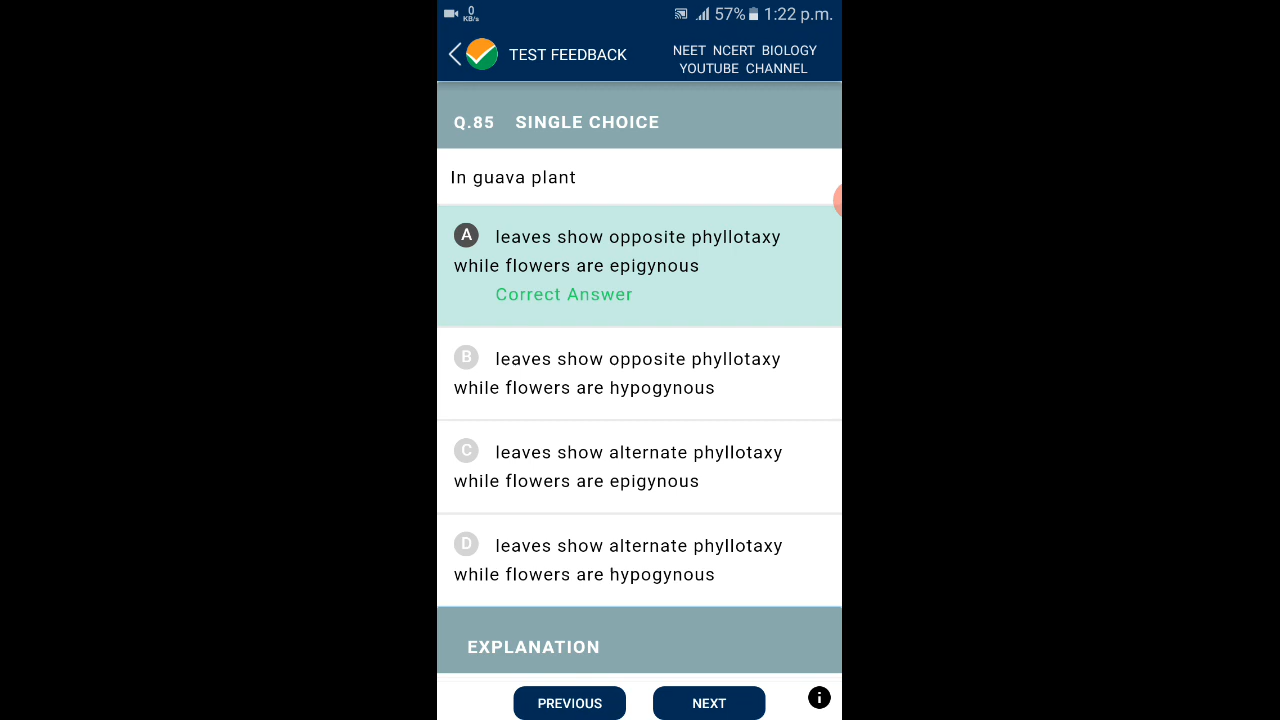 0
KB/s
57% 1:22 p.m.
TEST FEEDBACK
NEET NCERT BIOLOGY
YOUTUBE CHANNEL
Q.85 SINGLE CHOICE
In guava plant
A leaves show opposite phyllotaxy
while flowers are epigynous
Correct Answer
B leaves show opposite phyllotaxy
while flowers are hypogynous
C leaves show alternate phyllotaxy
while flowers are epigynous
D leaves show alternate phyllotaxy
while flowers are hypogynous
EXPLANATION
PREVIOUS NEXT i